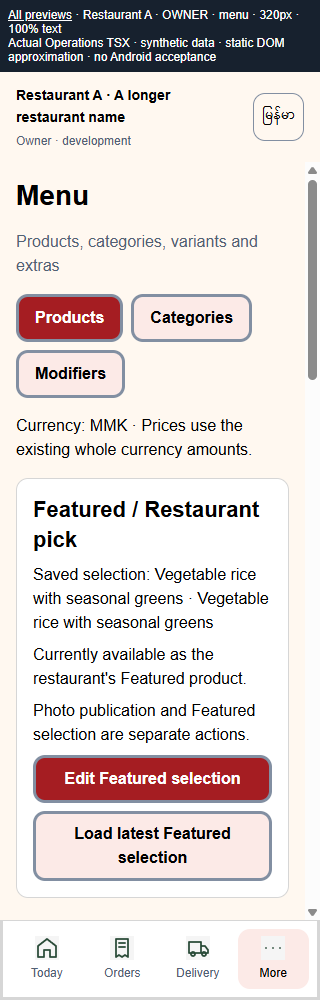 All previews · Restaurant A · OWNER · menu · 320px ·
100% text
Actual Operations TSX · synthetic data · static DOM
approximation · no Android acceptance
Restaurant A · A longer
restaurant name
Owner · development
မြန်မာ
Menu
Products, categories, variants and
extras
Products
Categories
Modifiers
Currency: MMK · Prices use the
existing whole currency amounts.
Featured / Restaurant
pick
Saved selection: Vegetable rice
with seasonal greens · Vegetable
rice with seasonal greens
Currently available as the
restaurant's Featured product.
Photo publication and Featured
selection are separate actions.
Edit Featured selection
Load latest Featured
selection
Today
Orders
Delivery
More